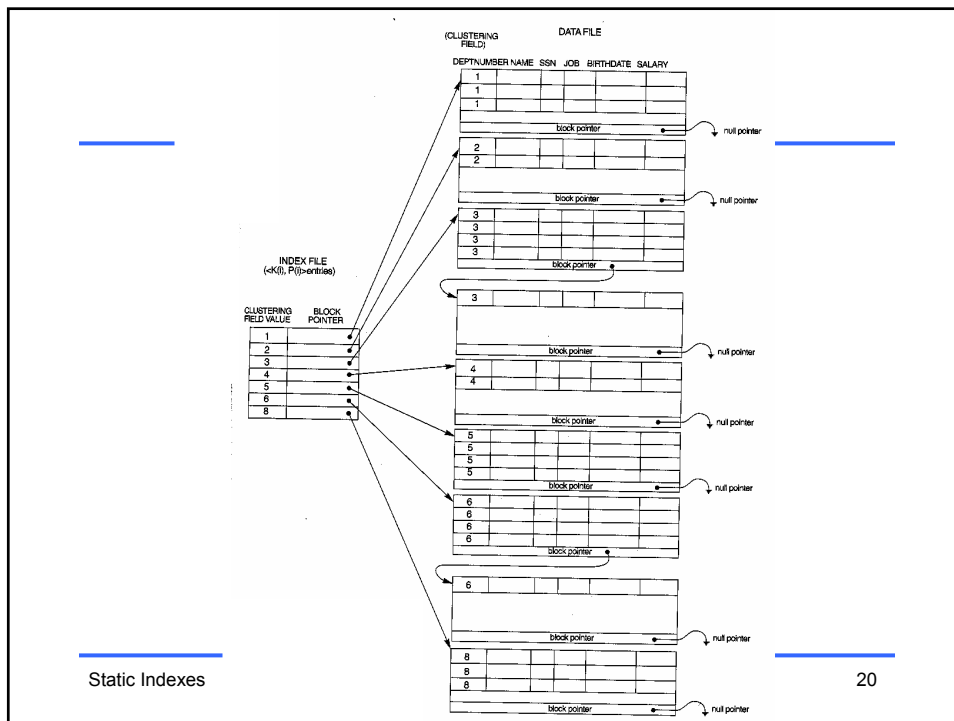 (CLUSTERING
FIELD)
DATA FILE
DEPTNUMBER NAME SSN JOB BIRTHDATE SALARY
1
1
1
block pointer
null pointer
2
2
block pointer
null pointer
3
3
3
3
block pointer
3
block pointer
null pointer
4
4
block pointer
null pointer
5
5
5
5
block pointer
null pointer
6
6
6
6
block pointer
6
block pointer
null pointer
8
8
8
block pointer
null pointer
INDEX FILE
(<K(i), P(i)>entries)
CLUSTERING
FIELD VALUE
BLOCK
POINTER
1
2
3
4
5
6
8
Static Indexes
20